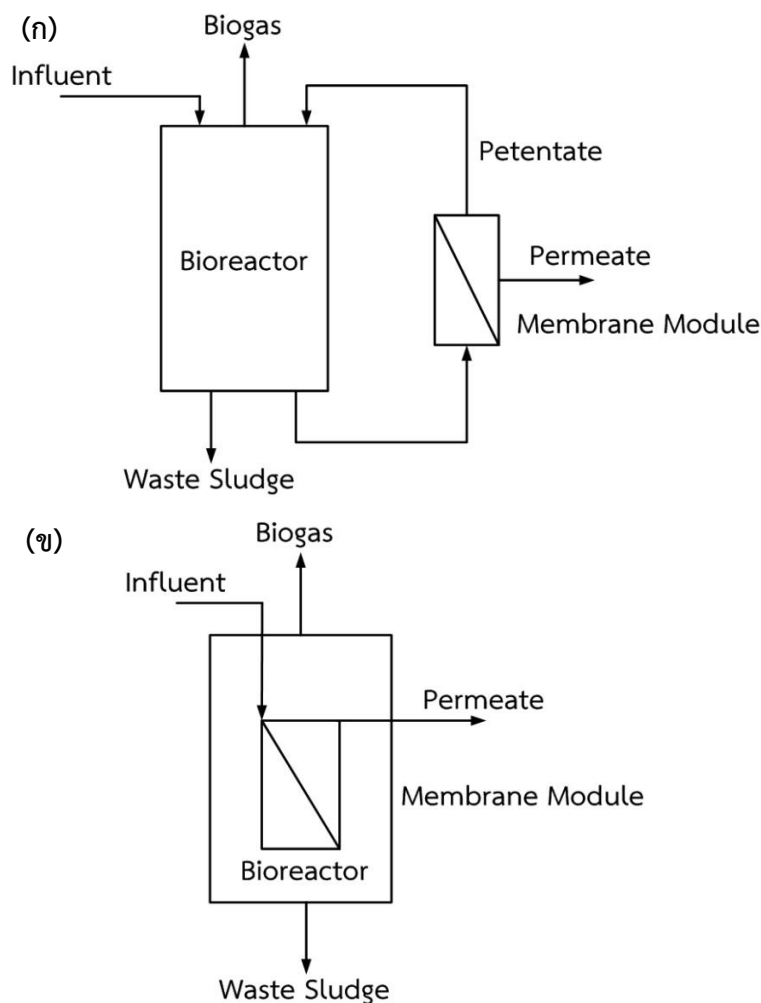 (ก)
Biogas
Influent
Petentate
Bioreactor
Permeate
Membrane Module
Waste Sludge
(ข)
Biogas
Influent
Permeate
Membrane Module
Bioreactor
Waste Sludge